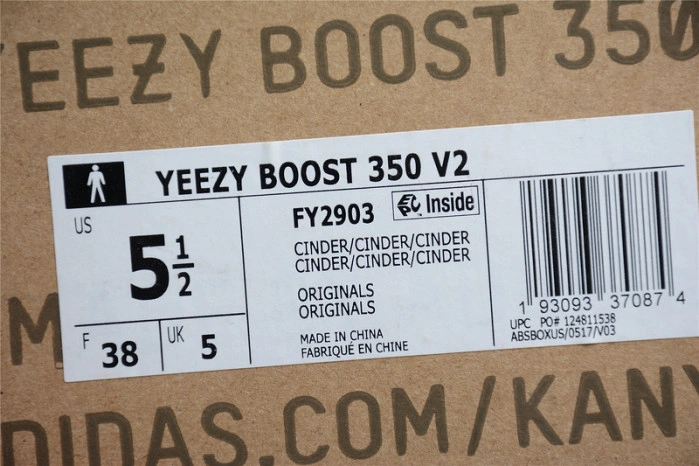 YEEZY BOOST 350
YEEZY BOOST 350 V2
US
5 1/2
F 38
UK 5
FY2903
Inside
CINDER/CINDER/CINDER
CINDER/CINDER/CINDER
ORIGINALS
ORIGINALS
MADE IN CHINA
FABRIQUÉ EN CHINE
1 93093 37087 4
UPC PO# 124811538
ABSBOXUS/0517/V03
M
ADIDAS.COM/KANY